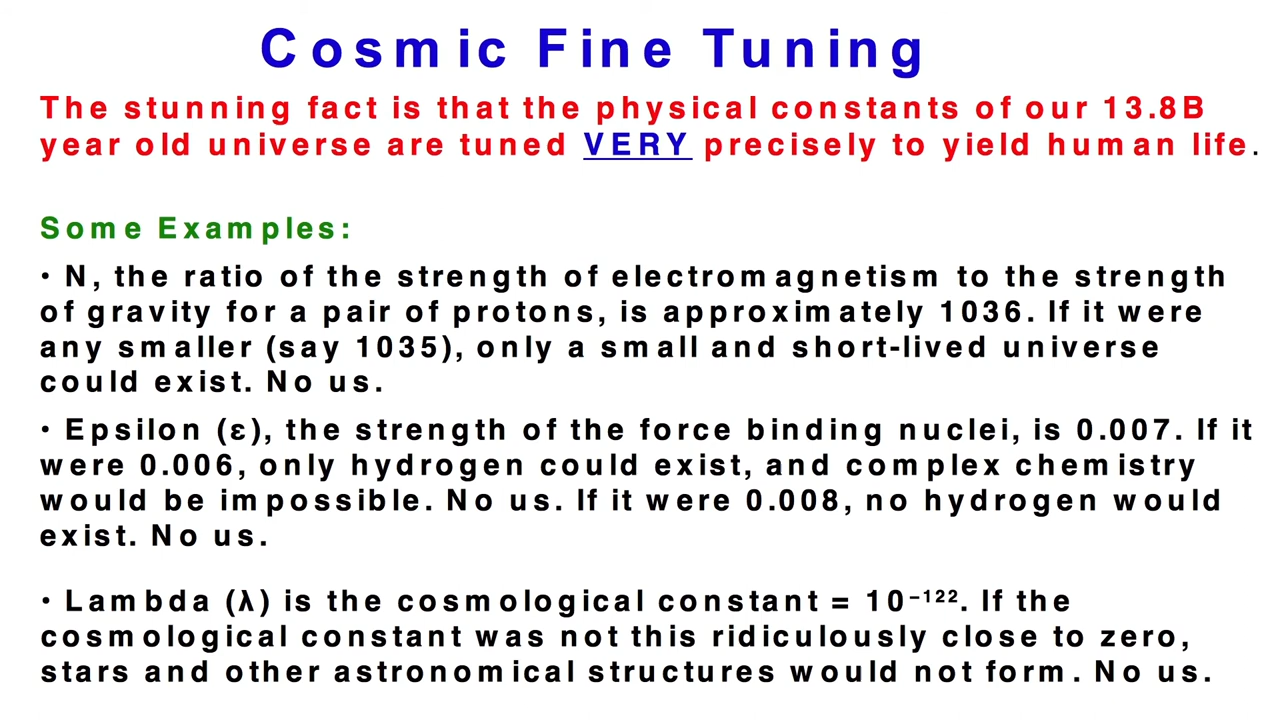 Cosmic Fine Tuning
The stunning fact is that the physical constants of our 13.8B
year old universe are tuned VERY precisely to yield human life.
Some Examples:
• N, the ratio of the strength of electromagnetism to the strength
of gravity for a pair of protons, is approximately 1036. If it were
any smaller (say 1035), only a small and short-lived universe
could exist. No us.
• Epsilon (ε), the strength of the force binding nuclei, is 0.007. If it
were 0.006, only hydrogen could exist, and complex chemistry
would be impossible. No us. If it were 0.008, no hydrogen would
exist. No us.
• Lambda (λ) is the cosmological constant = 10⁻¹²². If the
cosmological constant was not this ridiculously close to zero,
stars and other astronomical structures would not form. No us.